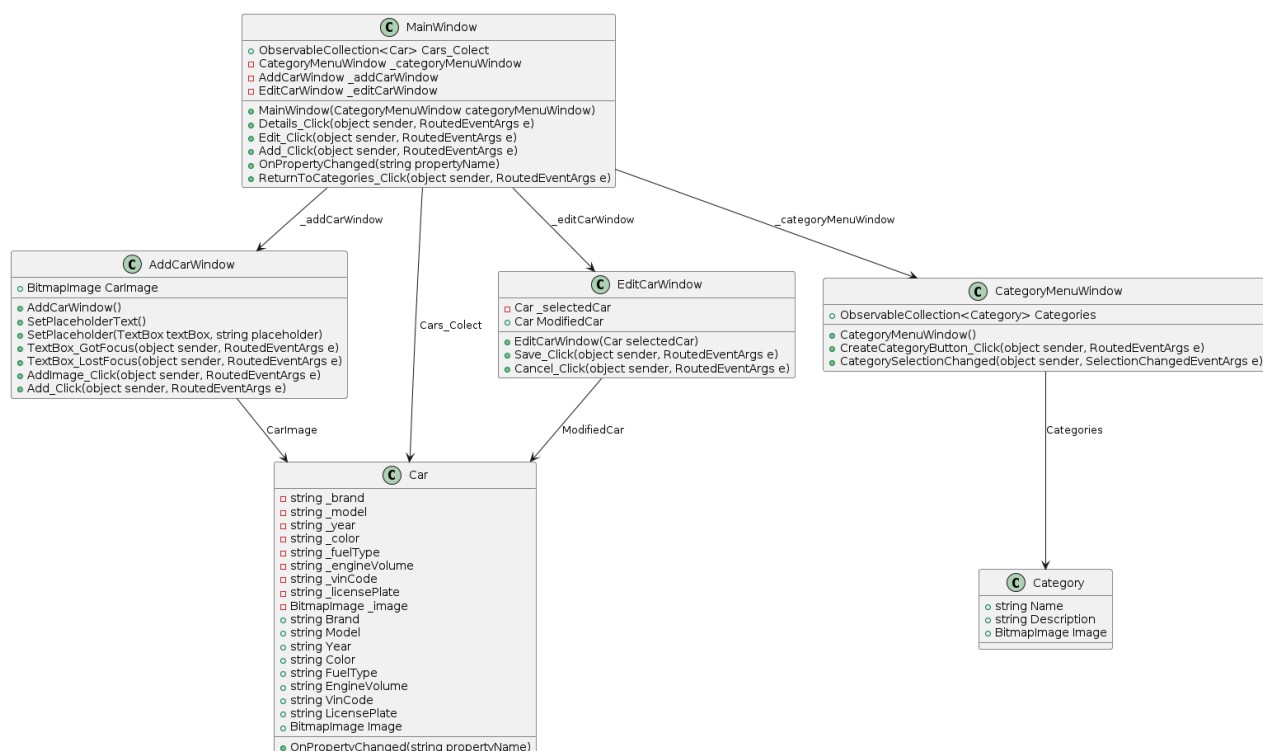 C MainWindow
ObservableCollection<Car> Cars_Colect
CategoryMenuWindow _categoryMenuWindow
AddCarWindow _addCarWindow
EditCarWindow _editCarWindow
MainWindow(CategoryMenuWindow categoryMenuWindow)
Details_Click(object sender, RoutedEventArgs e)
Edit_Click(object sender, RoutedEventArgs e)
Add_Click(object sender, RoutedEventArgs e)
OnPropertyChanged(string propertyName)
ReturnToCategories_Click(object sender, RoutedEventArgs e)
_addCarWindow
_editCarWindow
_categoryMenuWindow
C AddCarWindow
BitmapImage CarImage
AddCarWindow()
SetPlaceholderText()
SetPlaceholder(TextBox textBox, string placeholder)
TextBox_GotFocus(object sender, RoutedEventArgs e)
TextBox_LostFocus(object sender, RoutedEventArgs e)
AddImage_Click(object sender, RoutedEventArgs e)
Add_Click(object sender, RoutedEventArgs e)
Cars_Colect
C EditCarWindow
Car _selectedCar
Car ModifiedCar
EditCarWindow(Car selectedCar)
Save_Click(object sender, RoutedEventArgs e)
Cancel_Click(object sender, RoutedEventArgs e)
C CategoryMenuWindow
ObservableCollection<Category> Categories
CategoryMenuWindow()
CreateCategoryButton_Click(object sender, RoutedEventArgs e)
CategorySelectionChanged(object sender, SelectionChangedEventArgs e)
CarImage
ModifiedCar
Categories
C Car
string _brand
string _model
string _year
string _color
string _fuelType
string _engineVolume
string _vinCode
string _licensePlate
BitmapImage _image
string Brand
string Model
string Year
string Color
string FuelType
string EngineVolume
string VinCode
string LicensePlate
BitmapImage Image
OnPropertyChanged(string propertyName)
C Category
string Name
string Description
BitmapImage Image